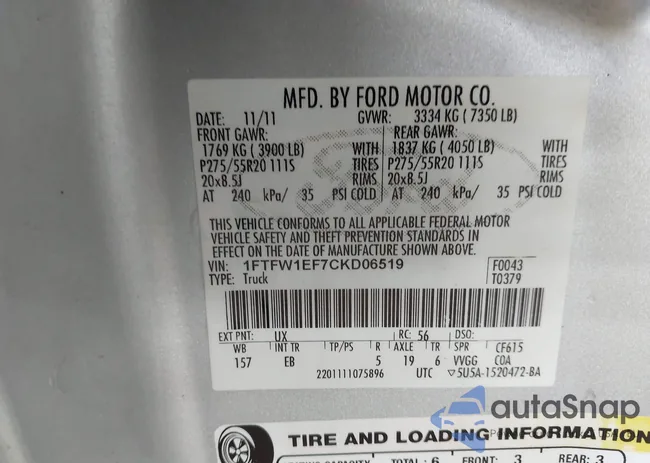 MFD. BY FORD MOTOR CO.
DATE: 11/11 GVWR: 3334 KG ( 7350 LB)
FRONT GAWR: REAR GAWR:
1769 KG ( 3900 LB) WITH 1837 KG ( 4050 LB) WITH
P275/55R20 111S TIRES P275/55R20 111S TIRES
20x8.5J RIMS 20x8.5J RIMS
AT 240 kPa/ 35 PSI COLD AT 240 kPa/ 35 PSI COLD
THIS VEHICLE CONFORMS TO ALL APPLICABLE FEDERAL MOTOR
VEHICLE SAFETY AND THEFT PREVENTION STANDARDS IN
EFFECT ON THE DATE OF MANUFACTURE SHOWN ABOVE.
VIN: 1FTFW1EF7CKD06519 F0043
TYPE: Truck T0379
EXT PNT: UX RC: 56 DSO:
WB INT TR TP/PS R AXLE TR SPR CF615
157 EB 5 19 6 VVGG COA
2201111075896 UTC ▽5U5A-1520472-BA
autoSnap
TIRE AND LOADING INFORMATION
TOTAL : 6 FRONT: 3 REAR: 3